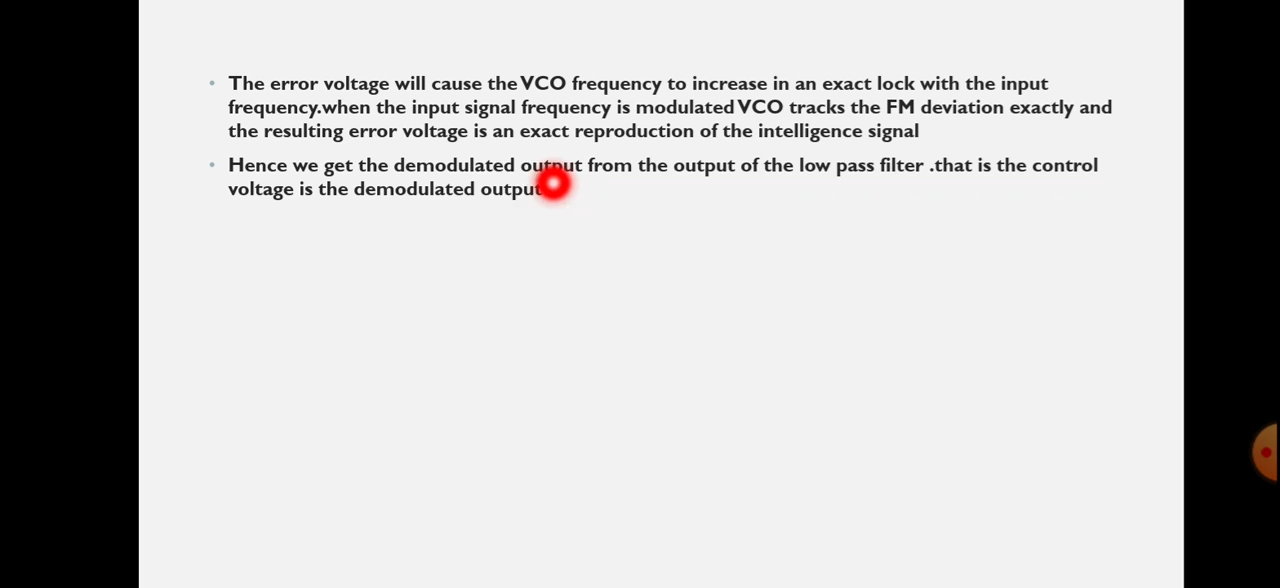 • The error voltage will cause the VCO frequency to increase in an exact lock with the input
frequency.when the input signal frequency is modulated VCO tracks the FM deviation exactly and
the resulting error voltage is an exact reproduction of the intelligence signal
• Hence we get the demodulated output from the output of the low pass filter .that is the control
voltage is the demodulated output